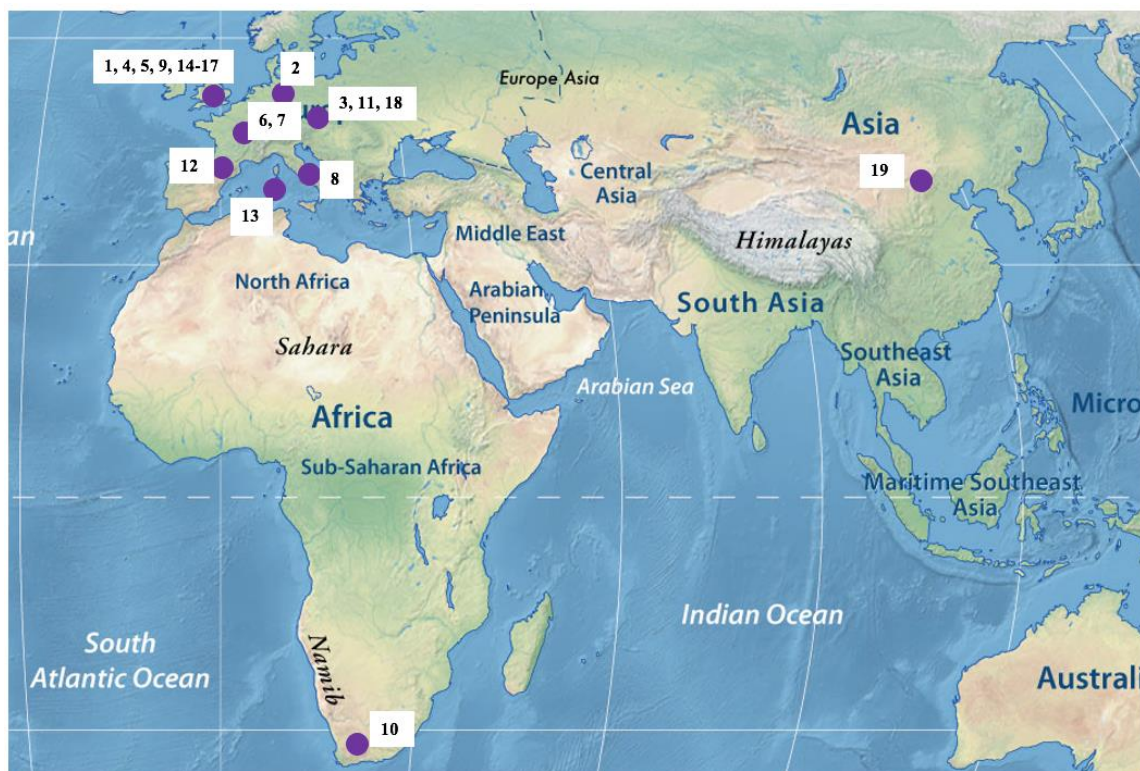 1, 4, 5, 9, 14-17
2
Europe Asia
3, 11, 18
6, 7
Asia
12
8
Central
Asia
19
13
an
Middle East
Himalayas
North Africa
Arabian
Peninsula
South Asia
Sahara
Southeast
Asia
Arabian Sea
Africa
Micro
Sub-Saharan Africa
Maritime Southeast
Asia
Indian Ocean
South
Atlantic Ocean
Namib
Australi
10